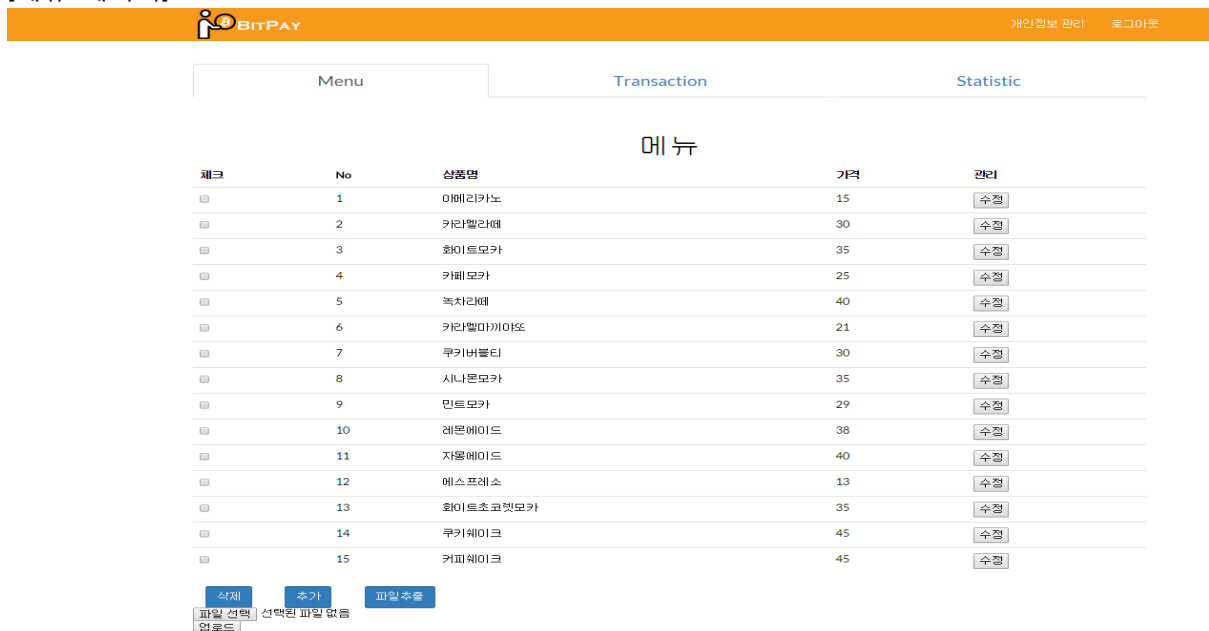 BITPAY 개인정보 관리 로그아웃
Menu Transaction Statistic
메뉴
체크 No 상품명 가격 관리
1 아메리카노 15 수정
2 카라멜라떼 30 수정
3 화이트모카 35 수정
4 카페모카 25 수정
5 녹차라떼 40 수정
6 카라멜마끼아또 21 수정
7 쿠키버블티 30 수정
8 시나몬모카 35 수정
9 민트모카 29 수정
10 레몬에이드 38 수정
11 자몽에이드 40 수정
12 에스프레소 13 수정
13 화이트초코렛모카 35 수정
14 쿠키쉐이크 45 수정
15 커피쉐이크 45 수정
삭제 추가 파일추출
파일 선택 선택된 파일 없음
업로드